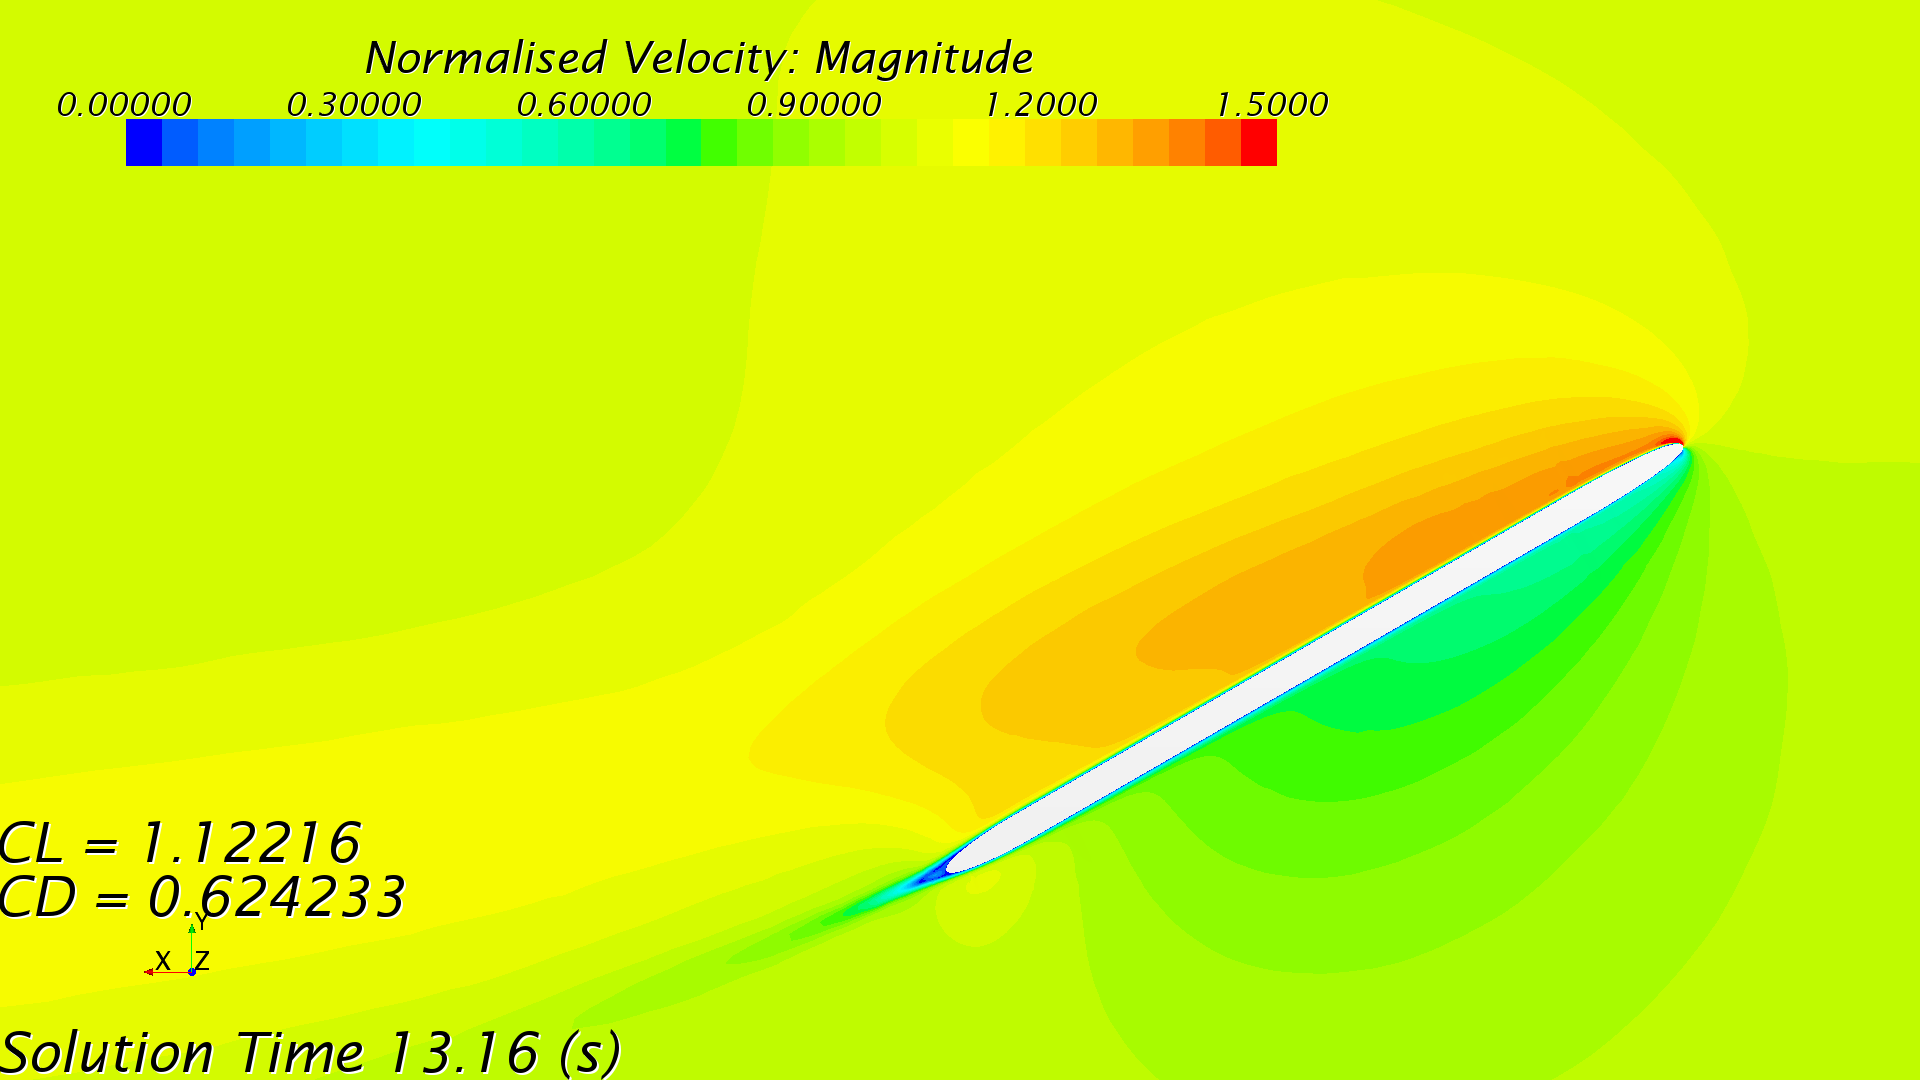 Normalised Velocity: Magnitude
0.00000 0.30000 0.60000 0.90000 1.2000 1.5000
CL = 1.12216
CD = 0.624233
Y
X Z
Solution Time 13.16 (s)